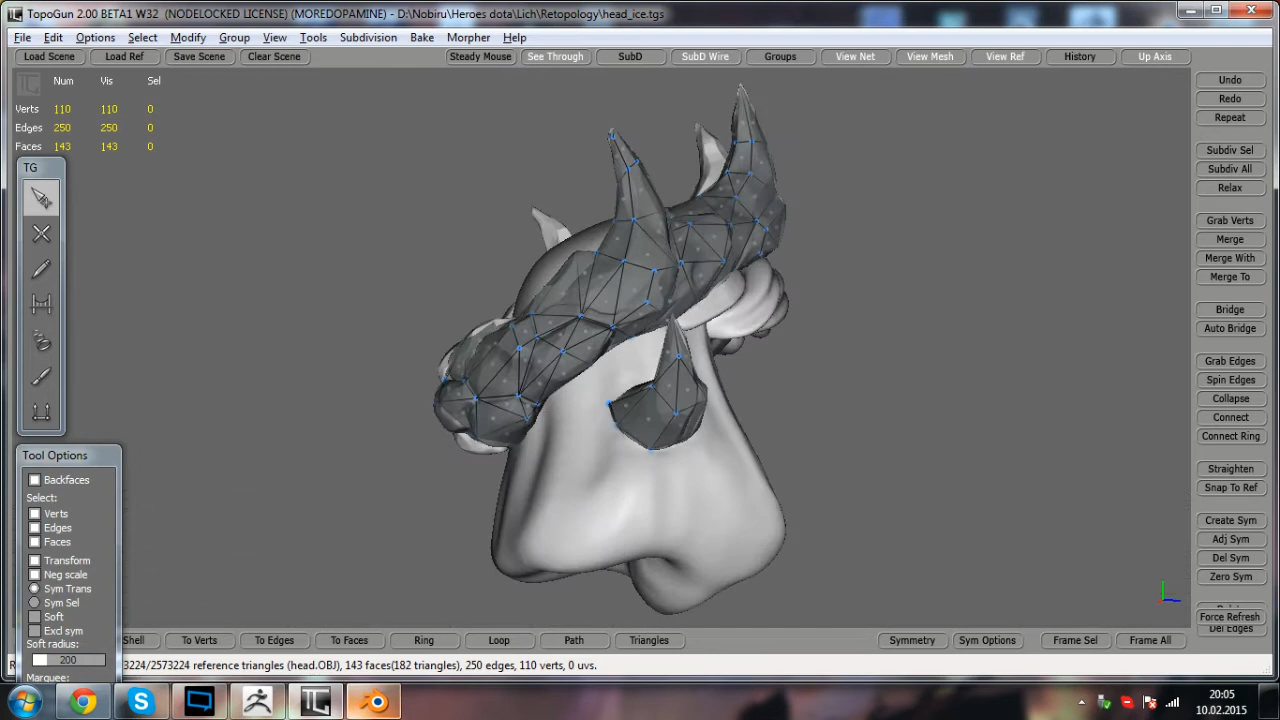 TopoGun 2.00 BETA1 W32 (NODELOCKED LICENSE) (MOREDOPAMINE) - D:\Nobiru\Heroes dota\Lich\Retopology\head_ice.tgs
File Edit Options Select Modify Group View Tools Subdivision Bake Morpher Help
Load Scene Load Ref Save Scene Clear Scene Steady Mouse See Through SubD SubD Wire Groups View Net View Mesh View Ref History Up Axis
Num Vis Sel
Verts 110 110 0
Edges 250 250 0
Faces 143 143 0
TG
Undo
Redo
Repeat
Subdiv Sel
Subdiv All
Relax
Grab Verts
Merge
Merge With
Merge To
Bridge
Auto Bridge
Grab Edges
Spin Edges
Collapse
Connect
Connect Ring
Straighten
Snap To Ref
Create Sym
Adj Sym
Del Sym
Zero Sym
Force Refresh
Del Edges
Tool Options
Backfaces
Select:
Verts
Edges
Faces
Transform
Neg scale
Sym Trans
Sym Sel
Soft
Excl sym
Soft radius:
200
Marquee:
Shell To Verts To Edges To Faces Ring Loop Path Triangles Symmetry Sym Options Frame Sel Frame All
3224/2573224 reference triangles (head.OBJ), 143 faces(182 triangles), 250 edges, 110 verts, 0 uvs.
20:05
10.02.2015